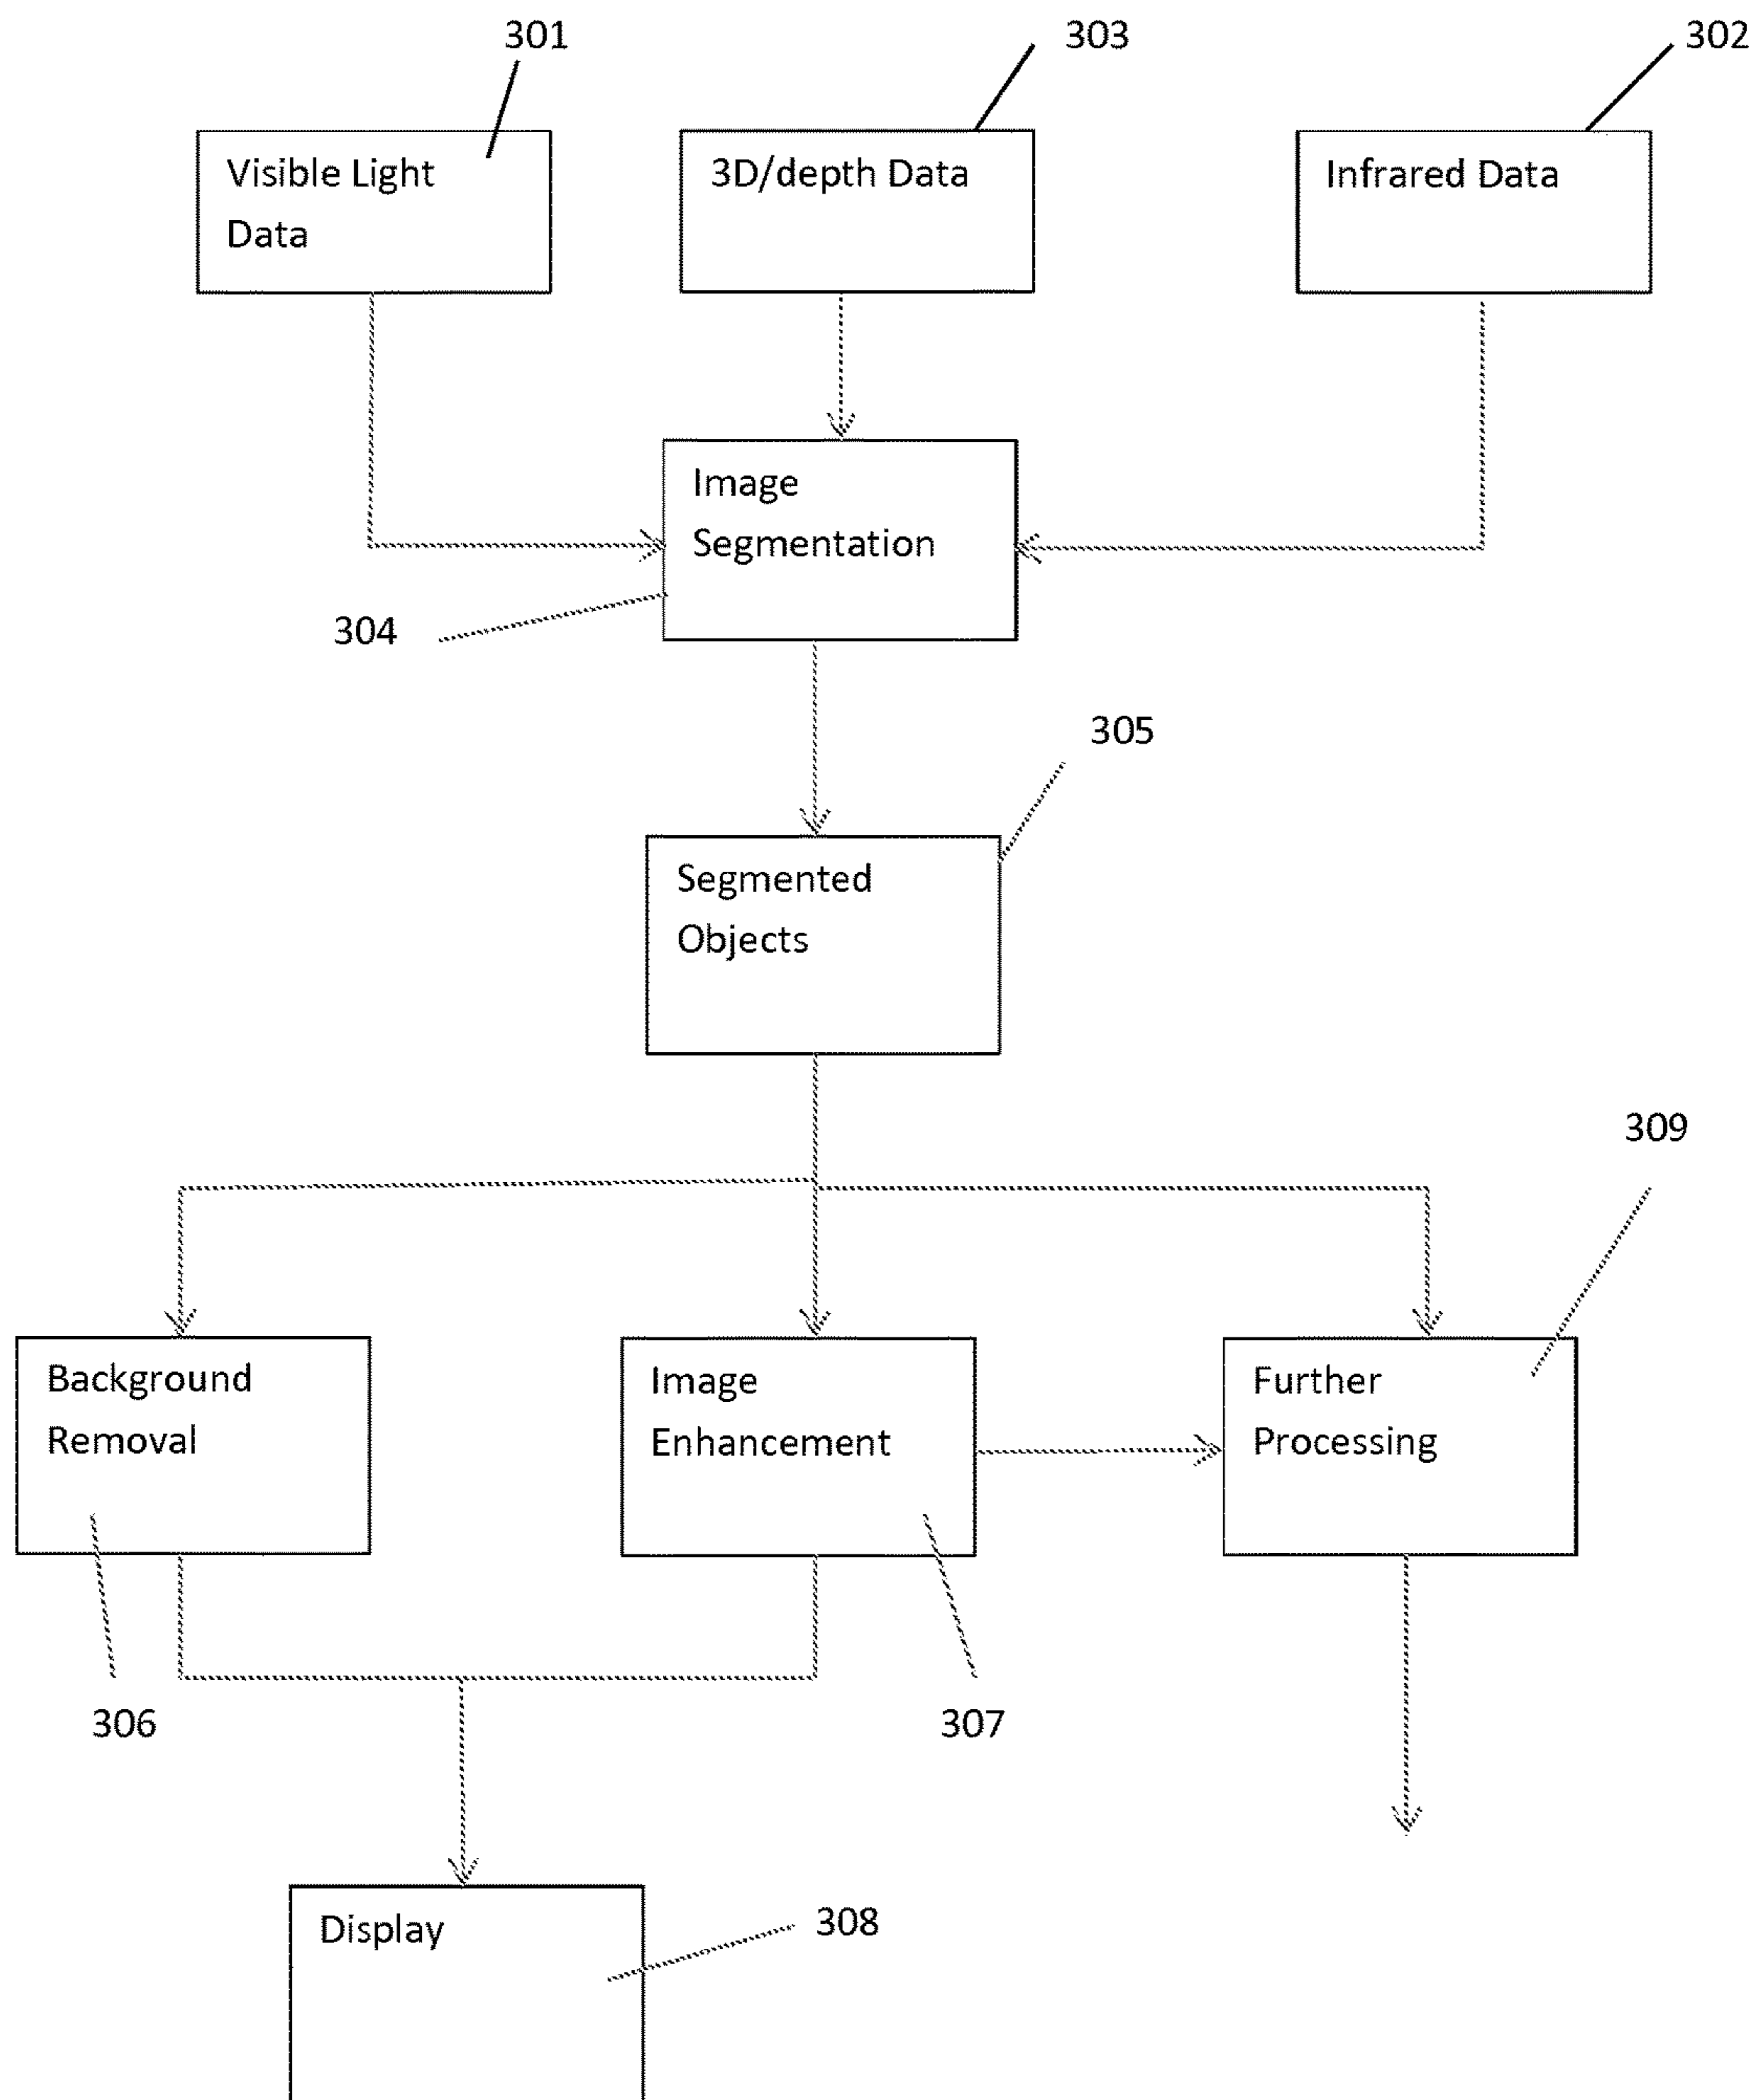 301
303
302
Visible Light
Data
3D/depth Data
Infrared Data
Image
Segmentation
304
305
Segmented
Objects
309
Background
Removal
Image
Enhancement
Further
Processing
306
307
Display
308